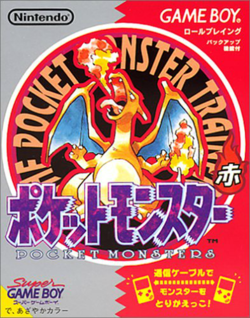 Nintendo
GAME BOY
ロールプレイング
バックアップ
機能付
THE POCKET MONSTER TRAINER
赤
ポケットモンスター
TM
POCKET MONSTERS
Super
GAME BOY
スーパーゲームボーイ
で、あざやかカラー
通信ケーブルで
モンスターを
とりかえっこ!